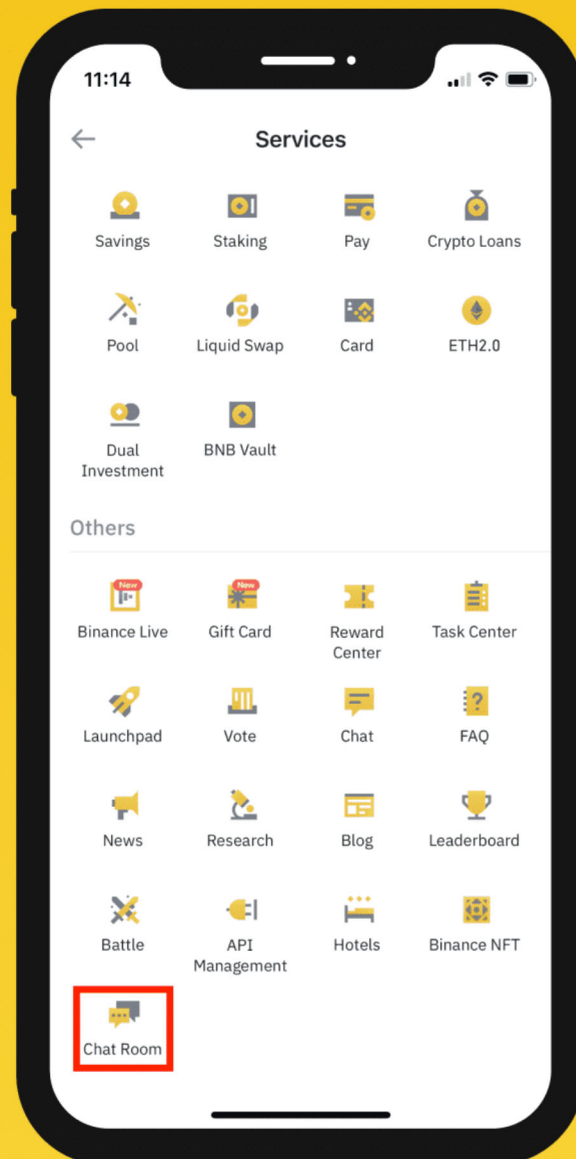 11:14
Services
Savings
Staking
Pay
Crypto Loans
Pool
Liquid Swap
Card
ETH2.0
Dual
Investment
BNB Vault
Others
New
Binance Live
New
Gift Card
Reward
Center
Task Center
Launchpad
Vote
Chat
FAQ
News
Research
Blog
Leaderboard
Battle
API
Management
Hotels
Binance NFT
Chat Room